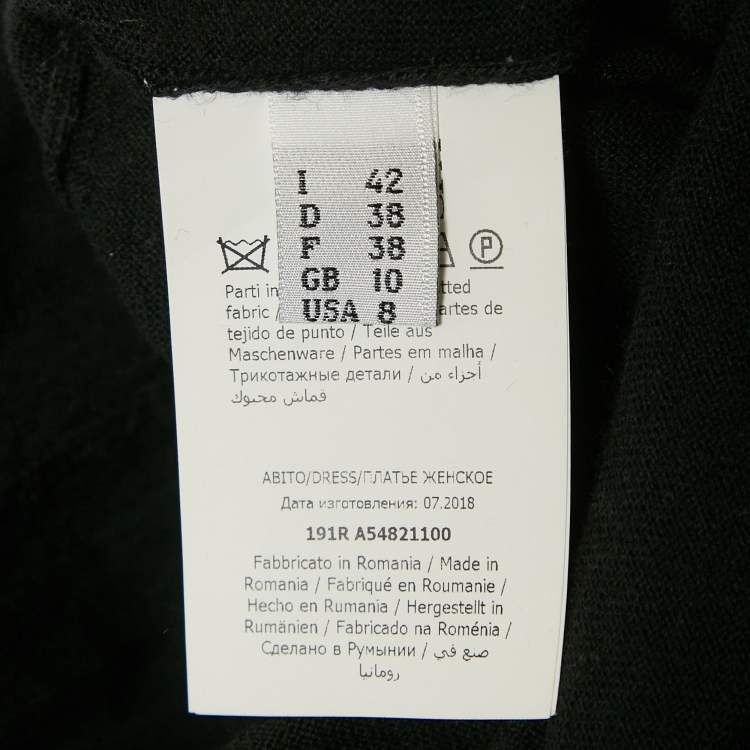 I 42
D 38
F 38
GB 10
USA 8
P
Parti in tted
fabric / artes de
tejido de punto / Teile aus
Maschenware / Partes em malha /
Трикотажные детали / أجزاء من
قماش محبوك
ABITO/DRESS/ПЛАТЬЕ ЖЕНСКОЕ
Дата изготовления: 07.2018
191R A54821100
Fabbricato in Romania / Made in
Romania / Fabriqué en Roumanie /
Hecho en Rumania / Hergestellt in
Rumänien / Fabricado na Roménia /
Сделано в Румынии / صنع في
رومانيا